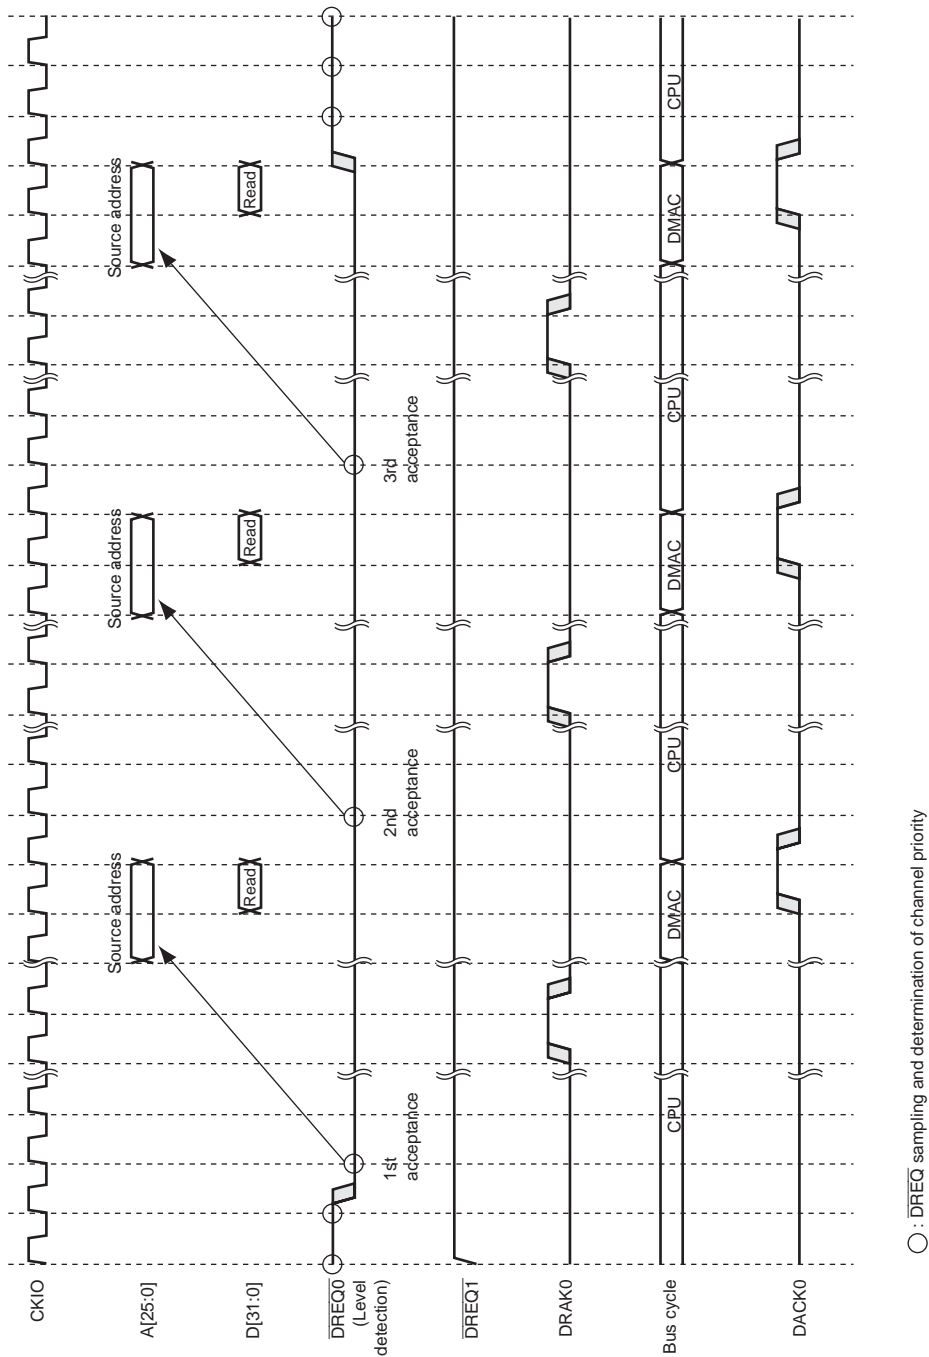 CKIO
A[25:0]
Source address
Source address
Source address
D[31:0]
Read
Read
Read
DREQ0
(Level
detection)
1st
acceptance
2nd
acceptance
3rd
acceptance
DREQ1
DRAK0
Bus cycle
CPU
DMAC
CPU
DMAC
CPU
DMAC
CPU
DACK0
: DREQ sampling and determination of channel priority